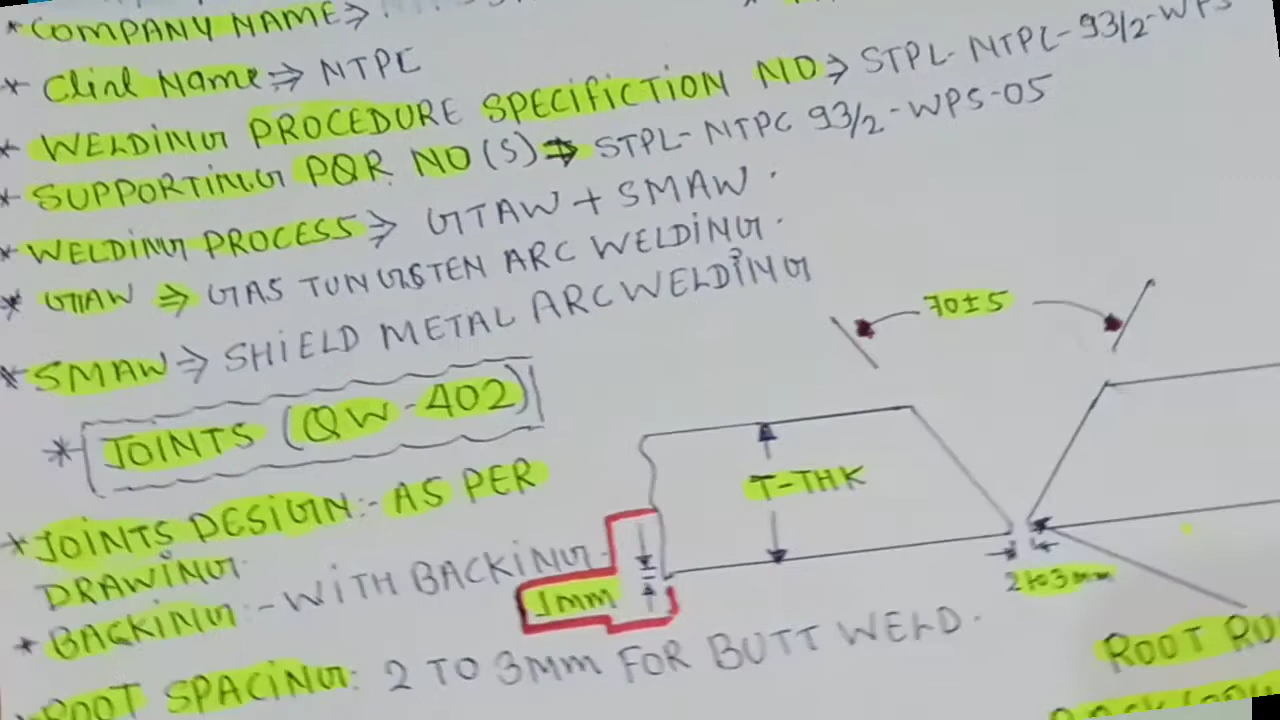 * COMPANY NAME ⇒
* Clint Name ⇒ NTPC
* WELDING PROCEDURE SPECIFICTION NO ⇒ STPL-NTPC-93/2-WPS
* SUPPORTING PQR NO(S) ⇒ STPL-NTPC 93/2-WPS-05
* WELDING PROCESS ⇒ GTAW + SMAW.
* GTAW ⇒ GAS TUNGSTEN ARC WELDING.
* SMAW ⇒ SHIELD METAL ARC WELDING
70±5
* JOINTS (QW-402)
T-THK
* JOINTS DESIGN:- AS PER
DRAWING
* BACKING:- WITH BACKING
1mm
2 to 3mm
ROOT SPACING: 2 TO 3MM FOR BUTT WELD.
ROOT